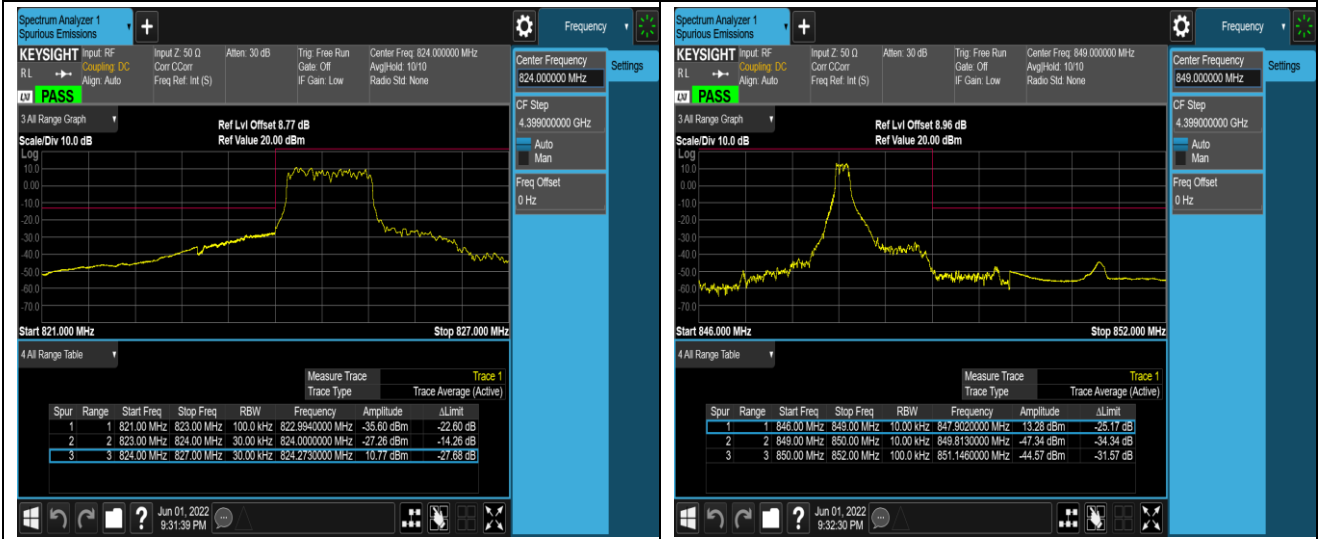 Spectrum Analyzer 1
Spurious Emissions
Frequency
KEYSIGHT
Input: RF
Coupling: DC
Align: Auto
Input Z: 50 Ω
Corr CCorr
Freq Ref: Int (S)
Atten: 30 dB
Trig: Free Run
Gate: Off
IF Gain: Low
Center Freq: 824.000000 MHz
Avg|Hold: 10/10
Radio Std: None
RL
LXI
PASS
Center Frequency
824.000000 MHz
Settings
CF Step
4.399000000 GHz
Auto
Man
Freq Offset
0 Hz
3 All Range Graph
Scale/Div 10.0 dB
Ref Lvl Offset 8.77 dB
Ref Value 20.00 dBm
Log
10.0
0.00
-10.0
-20.0
-30.0
-40.0
-50.0
-60.0
-70.0
Start 821.000 MHz
Stop 827.000 MHz
4 All Range Table
Measure Trace Trace 1
Trace Type Trace Average (Active)
Spur Range Start Freq Stop Freq RBW Frequency Amplitude ΔLimit
1 1 821.00 MHz 823.00 MHz 100.0 kHz 822.9940000 MHz -35.60 dBm -22.60 dB
2 2 823.00 MHz 824.00 MHz 30.00 kHz 824.0000000 MHz -27.26 dBm -14.26 dB
3 3 824.00 MHz 827.00 MHz 30.00 kHz 824.2730000 MHz 10.77 dBm -27.68 dB
Jun 01, 2022
9:31:39 PM
Spectrum Analyzer 1
Spurious Emissions
Frequency
KEYSIGHT
Input: RF
Coupling: DC
Align: Auto
Input Z: 50 Ω
Corr CCorr
Freq Ref: Int (S)
Atten: 30 dB
Trig: Free Run
Gate: Off
IF Gain: Low
Center Freq: 849.000000 MHz
Avg|Hold: 10/10
Radio Std: None
RL
LXI
PASS
Center Frequency
849.000000 MHz
Settings
CF Step
4.399000000 GHz
Auto
Man
Freq Offset
0 Hz
3 All Range Graph
Scale/Div 10.0 dB
Ref Lvl Offset 8.96 dB
Ref Value 20.00 dBm
Log
10.0
0.00
-10.0
-20.0
-30.0
-40.0
-50.0
-60.0
-70.0
Start 846.000 MHz
Stop 852.000 MHz
4 All Range Table
Measure Trace Trace 1
Trace Type Trace Average (Active)
Spur Range Start Freq Stop Freq RBW Frequency Amplitude ΔLimit
1 1 846.00 MHz 849.00 MHz 10.00 kHz 847.9020000 MHz 13.28 dBm -25.17 dB
2 2 849.00 MHz 850.00 MHz 10.00 kHz 849.8130000 MHz -47.34 dBm -34.34 dB
3 3 850.00 MHz 852.00 MHz 100.0 kHz 851.1460000 MHz -44.57 dBm -31.57 dB
Jun 01, 2022
9:32:30 PM